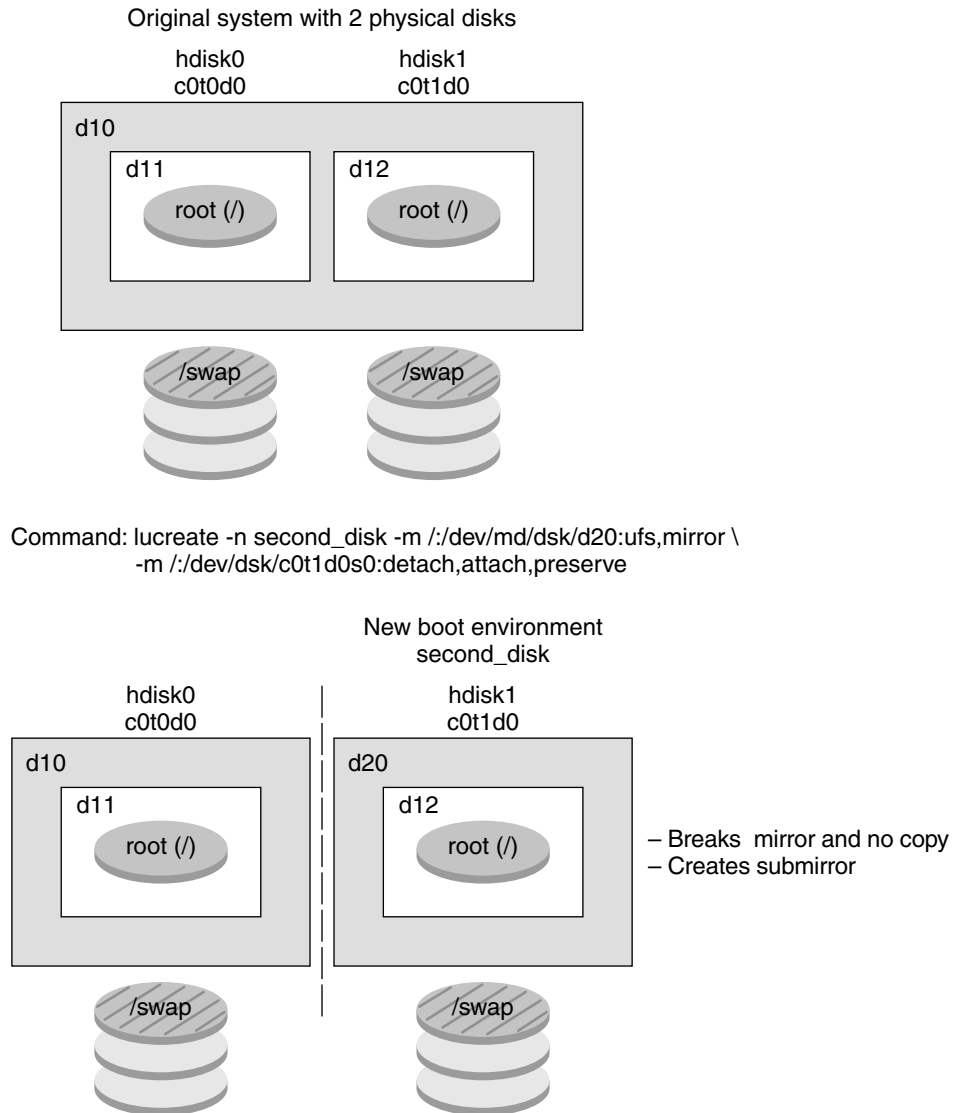 Original system with 2 physical disks
hdisk0
c0t0d0
hdisk1
c0t1d0
d10
d11
root (/)
d12
root (/)
/swap
/swap
Command: lucreate -n second_disk -m /:/dev/md/dsk/d20:ufs,mirror \
-m /:/dev/dsk/c0t1d0s0:detach,attach,preserve
New boot environment
second_disk
hdisk0
c0t0d0
hdisk1
c0t1d0
d10
d11
root (/)
d20
d12
root (/)
– Breaks mirror and no copy
– Creates submirror
/swap
/swap